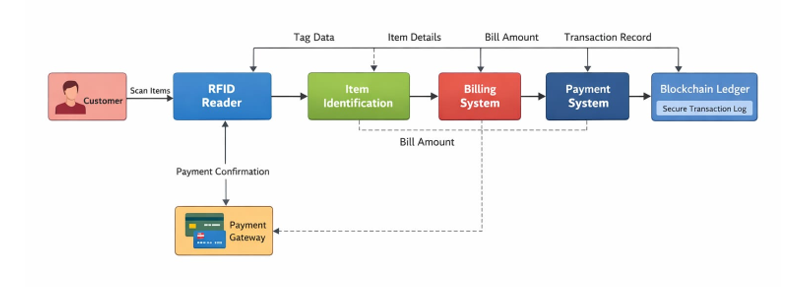 Tag Data
Item Details
Bill Amount
Transaction Record
Customer
Scan Items
RFID
Reader
Item
Identification
Billing
System
Payment
System
Blockchain Ledger
Secure Transaction Log
Bill Amount
Payment Confirmation
Payment
Gateway